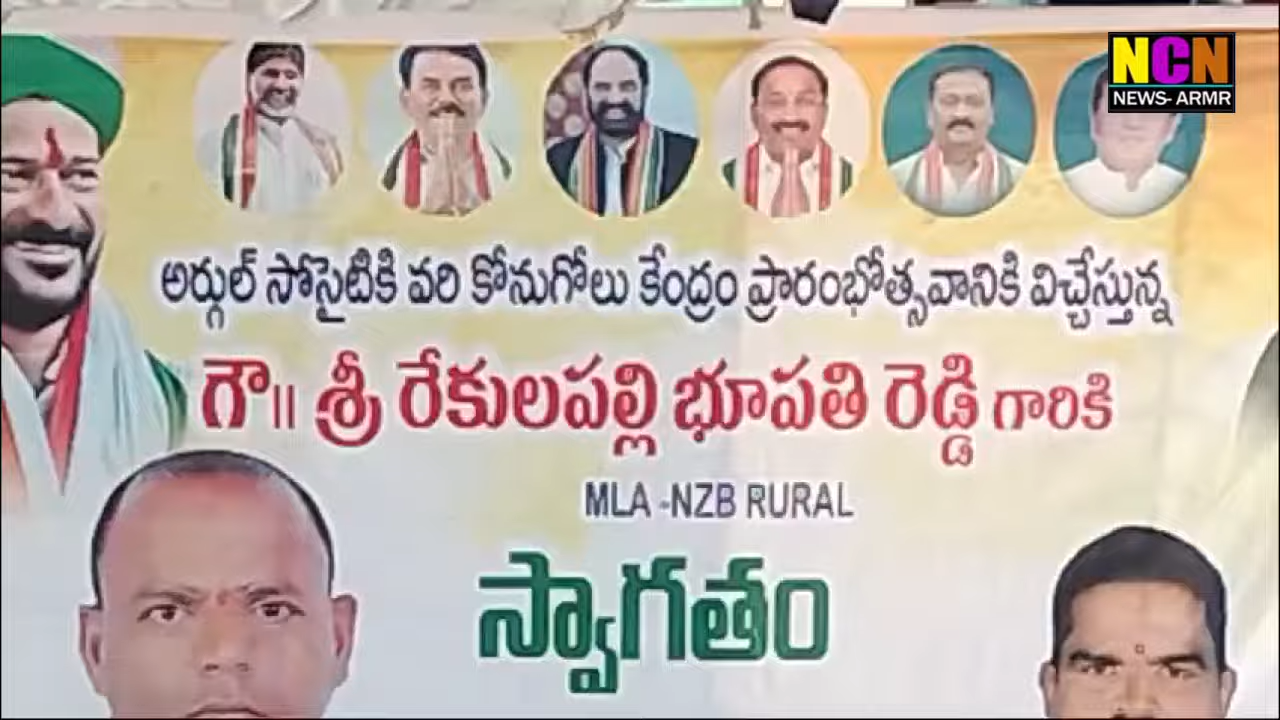 NCN
NEWS- ARMR
అర్గుల్ సోసైటికి వరి కోనుగోలు కేంద్రం ప్రారంభోత్సవానికి విచ్చేస్తున్న
గౌ|| శ్రీ రేకులపల్లి భూపతి రెడ్డి గారికి
MLA -NZB RURAL
స్వాగతం